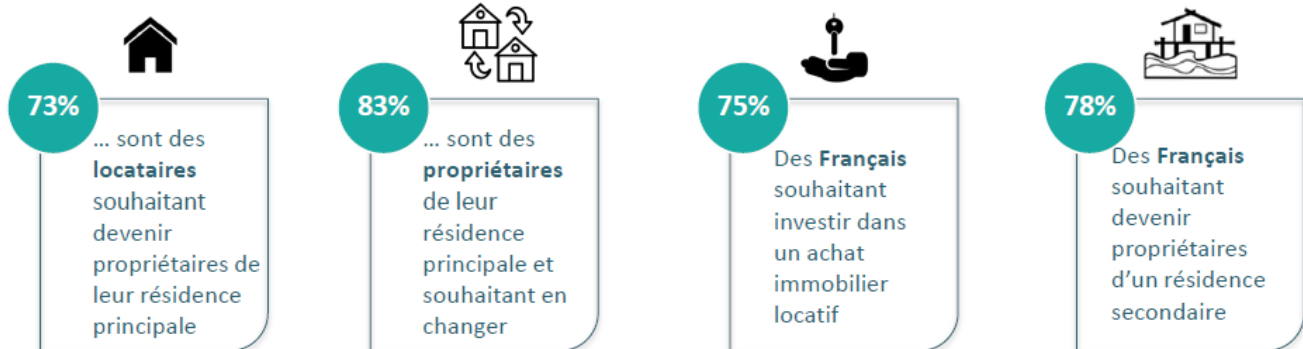 73%
... sont des
locataires
souhaitant
devenir
propriétaires de
leur résidence
principale
83%
... sont des
propriétaires
de leur
résidence
principale et
souhaitant en
changer
75%
Des Français
souhaitant
investir dans
un achat
immobilier
locatif
78%
Des Français
souhaitant
devenir
propriétaires
d’un résidence
secondaire